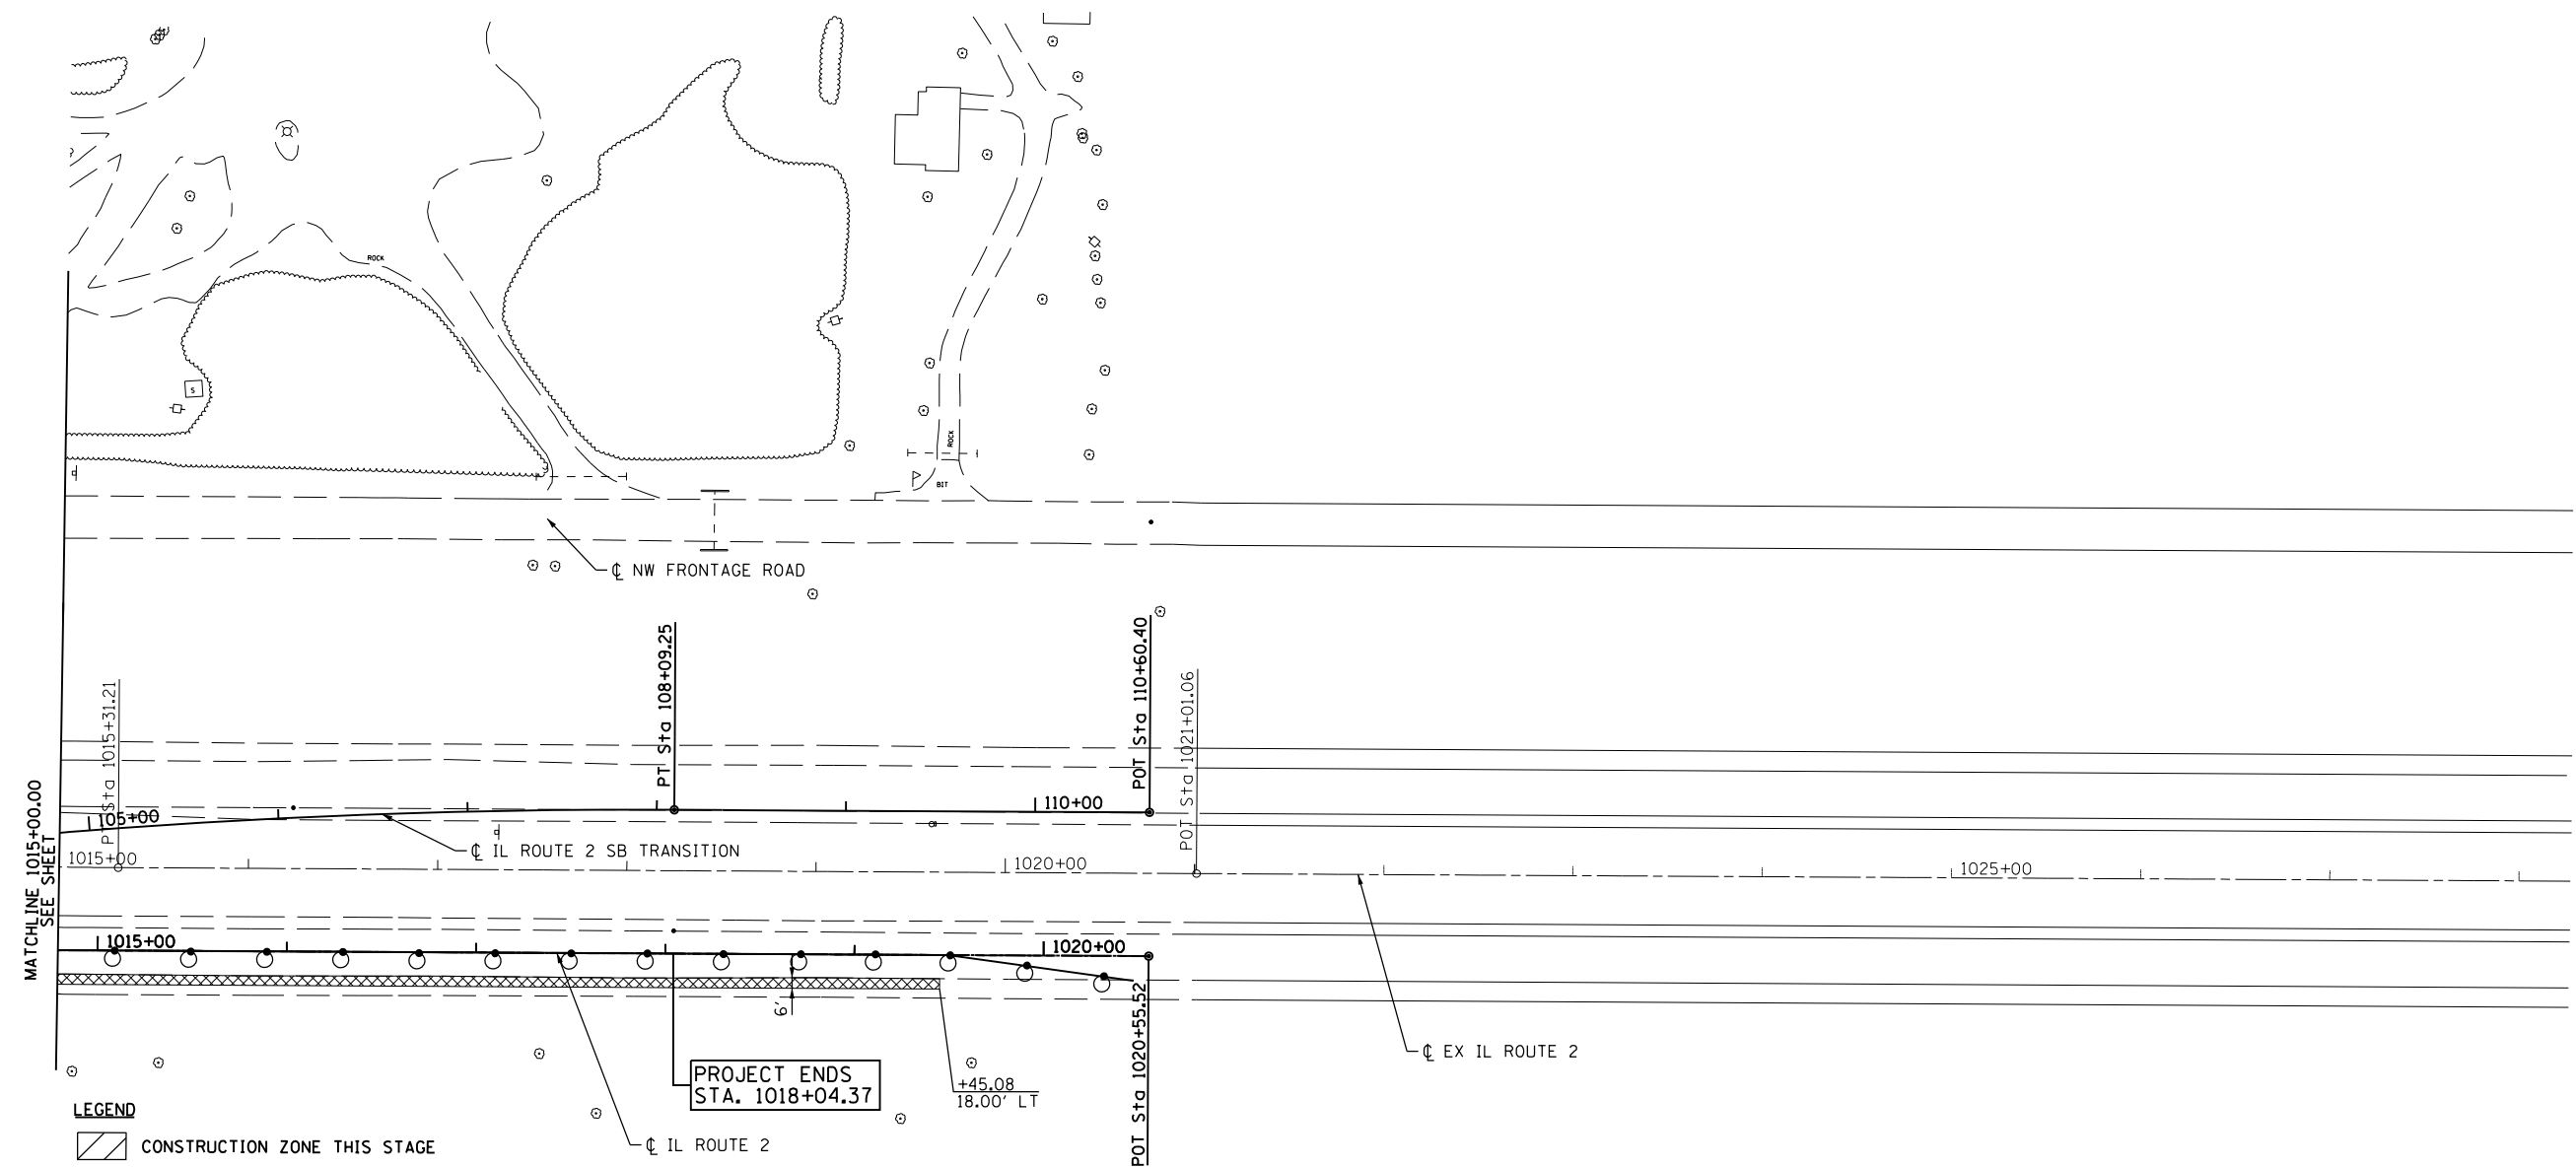 ROCK
S
ROCK
BIT
℄ NW FRONTAGE ROAD
PT Sta 108+09.25
POT Sta 110+60.40
PT Sta 1015+31.21
POT Sta 1021+01.06
105+00
110+00
℄ IL ROUTE 2 SB TRANSITION
1015+00
1020+00
1025+00
MATCHLINE 1015+00.00
SEE SHEET
1015+00
1020+00
6'
POT Sta 1020+55.52
℄ EX IL ROUTE 2
PROJECT ENDS
STA. 1018+04.37
+45.08
18.00' LT
℄ IL ROUTE 2
LEGEND
CONSTRUCTION ZONE THIS STAGE